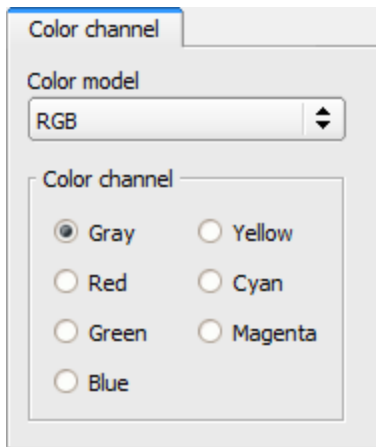 Color channel
Color model
RGB
Color channel
Gray Yellow
Red Cyan
Green Magenta
Blue